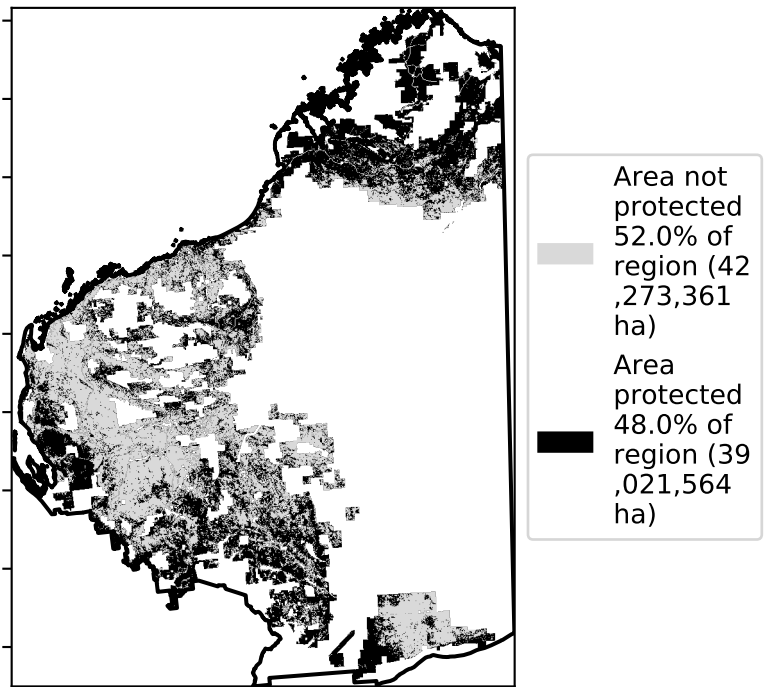 Area not
protected
52.0% of
region (42
,273,361
ha)
Area
protected
48.0% of
region (39
,021,564
ha)